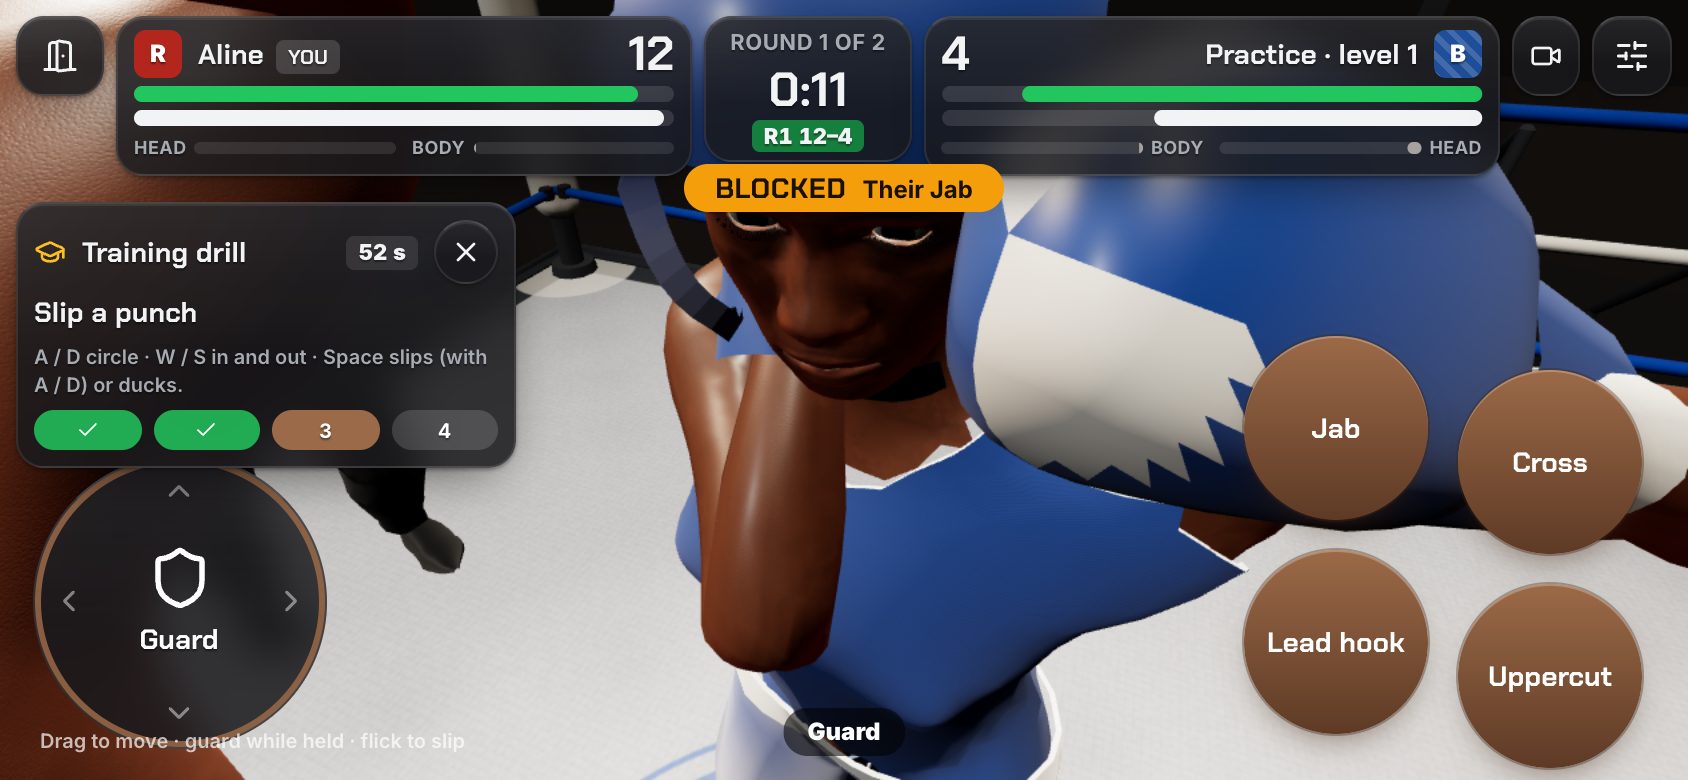 R Aline YOU 12
HEAD BODY
ROUND 1 OF 2
0:11
R1 12–4
4 Practice · level 1 B
BODY HEAD
BLOCKED Their Jab
Training drill 52 s
Slip a punch
A / D circle · W / S in and out · Space slips (with
A / D) or ducks.
3 4
Guard
Drag to move · guard while held · flick to slip
Guard
Jab
Cross
Lead hook
Uppercut